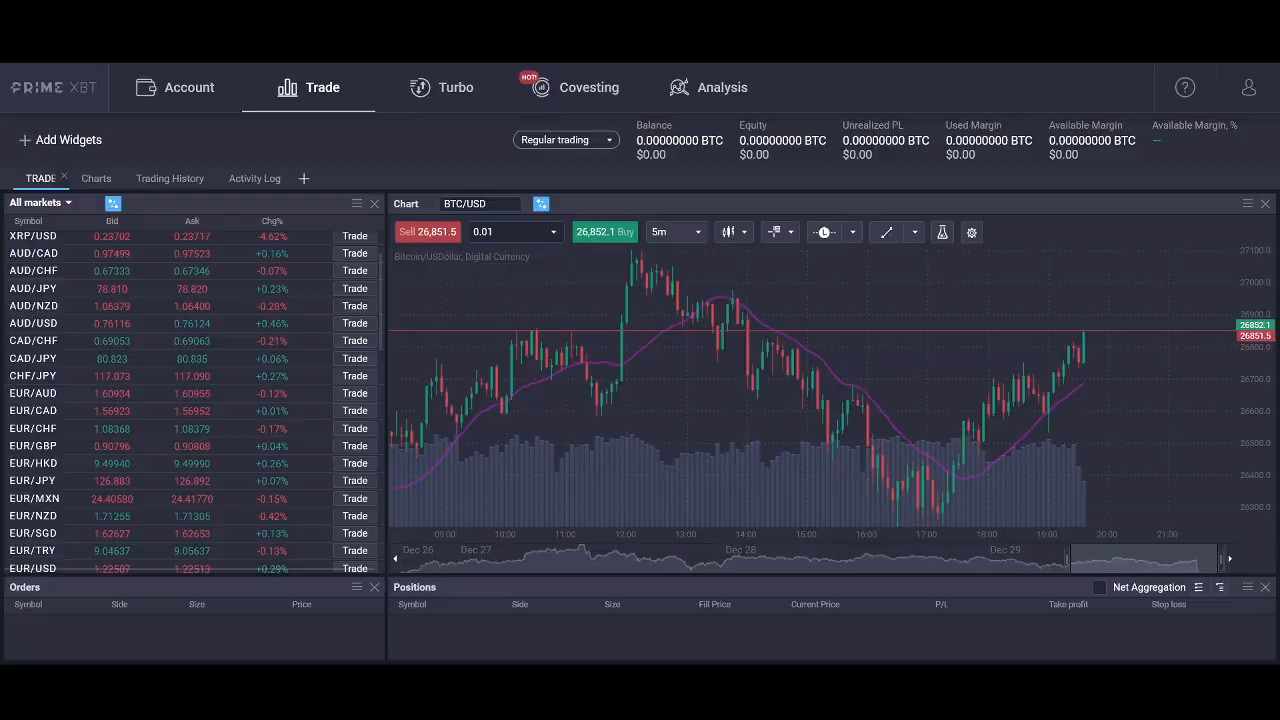 PRIME XBT Account Trade Turbo HOT! Covesting Analysis ?
Add Widgets Regular trading
Balance Equity Unrealized PL Used Margin Available Margin Available Margin, %
0.00000000 BTC 0.00000000 BTC 0.00000000 BTC 0.00000000 BTC 0.00000000 BTC —
$0.00 $0.00 $0.00 $0.00 $0.00
TRADE Charts Trading History Activity Log
All markets
Symbol Bid Ask Chg%
XRP/USD 0.23702 0.23717 -4.62% Trade
AUD/CAD 0.97499 0.97523 +0.16% Trade
AUD/CHF 0.67333 0.67346 -0.07% Trade
AUD/JPY 78.810 78.820 +0.23% Trade
AUD/NZD 1.06379 1.06400 -0.28% Trade
AUD/USD 0.76116 0.76124 +0.46% Trade
CAD/CHF 0.69053 0.69063 -0.21% Trade
CAD/JPY 80.823 80.835 +0.06% Trade
CHF/JPY 117.073 117.090 +0.27% Trade
EUR/AUD 1.60934 1.60955 -0.12% Trade
EUR/CAD 1.56923 1.56952 +0.01% Trade
EUR/CHF 1.08368 1.08379 -0.17% Trade
EUR/GBP 0.90796 0.90808 +0.04% Trade
EUR/HKD 9.49940 9.49990 +0.26% Trade
EUR/JPY 126.883 126.892 +0.07% Trade
EUR/MXN 24.40580 24.41770 -0.15% Trade
EUR/NZD 1.71255 1.71305 -0.42% Trade
EUR/SGD 1.62627 1.62653 +0.13% Trade
EUR/TRY 9.04637 9.05637 -0.13% Trade
EUR/USD 1.22507 1.22513 +0.29% Trade
Chart BTC/USD
Sell 26,851.5 0.01 26,852.1 Buy 5m L
Bitcoin/USDollar, Digital Currency
27100.0
27000.0
26900.0
26852.1
26851.5
26800.0
26700.0
26600.0
26500.0
26400.0
26300.0
09:00 10:00 11:00 12:00 13:00 14:00 15:00 16:00 17:00 18:00 19:00 20:00 21:00
Dec 26 Dec 27 Dec 28 Dec 29
Orders
Symbol Side Size Price
Positions Net Aggregation
Symbol Side Size Fill Price Current Price P/L Take profit Stop loss